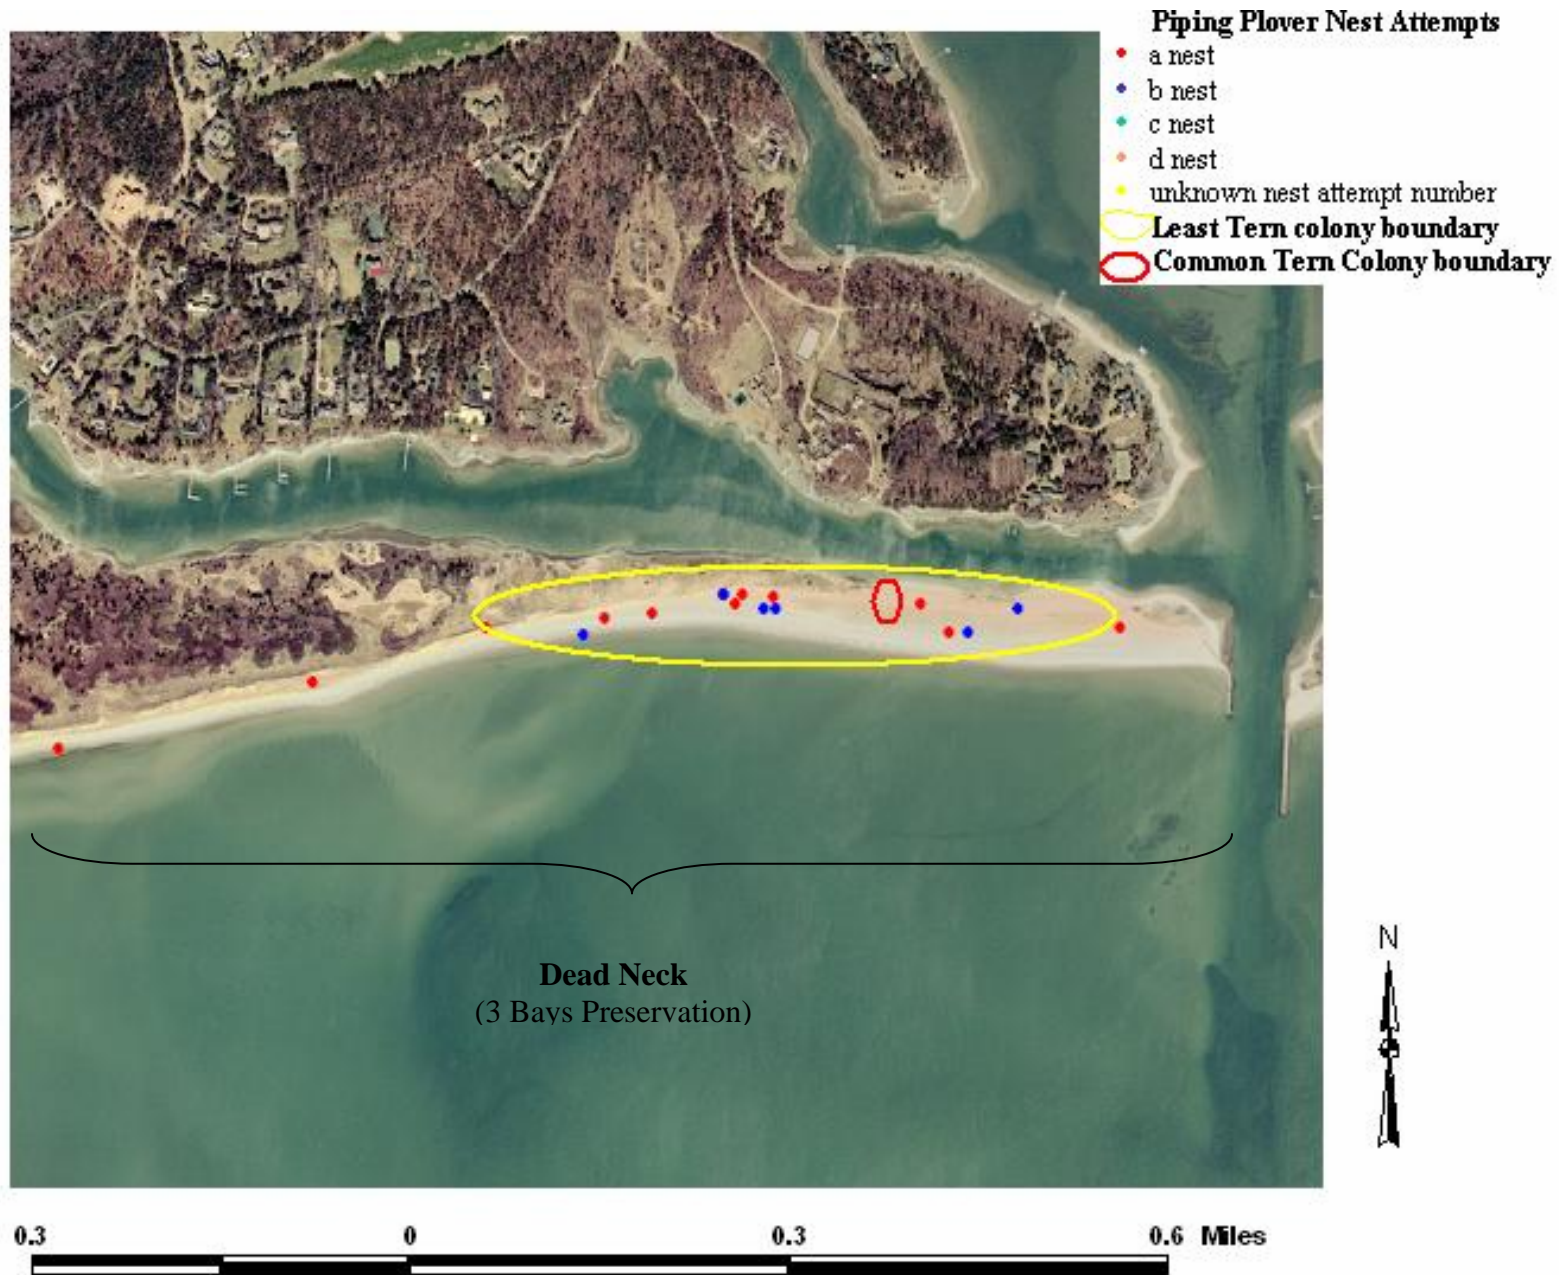 Piping Plover Nest Attempts
a nest
b nest
c nest
d nest
unknown nest attempt number
Least Tern colony boundary
Common Tern Colony boundary
Dead Neck
(3 Bays Preservation)
N
0.3 0 0.3 0.6 Miles